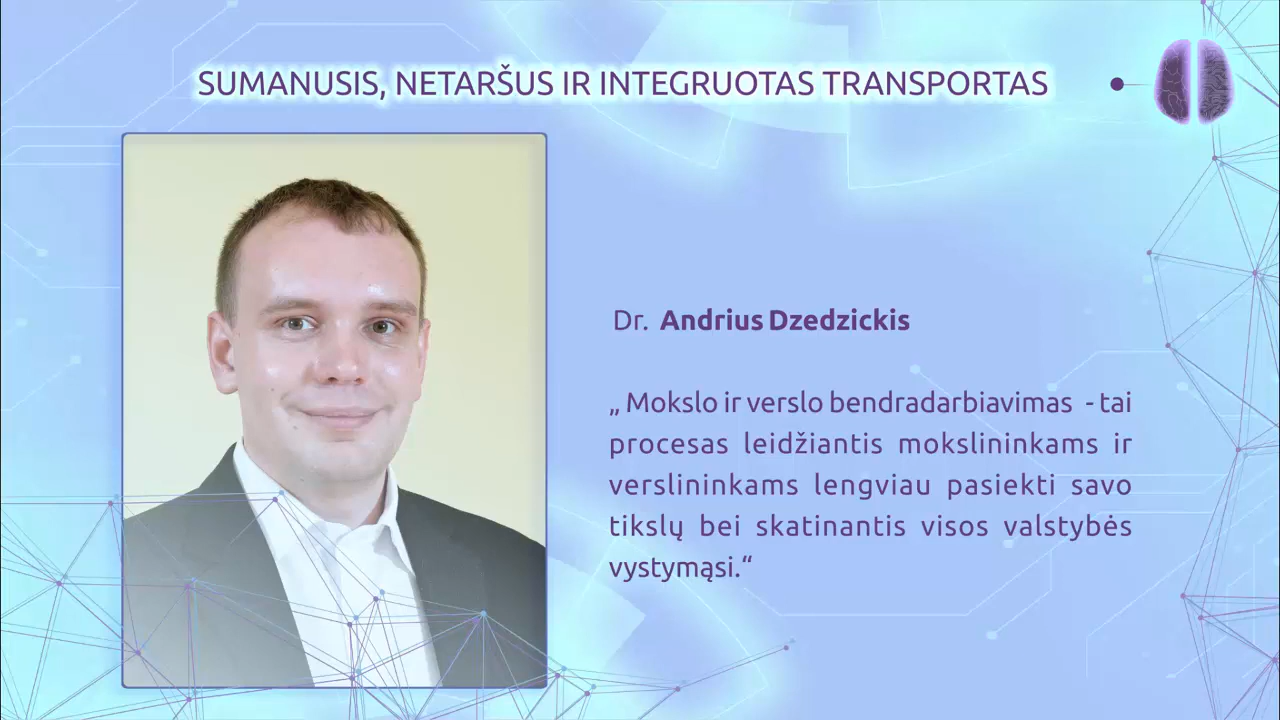 SUMANUSIS, NETARŠUS IR INTEGRUOTAS TRANSPORTAS
Dr. Andrius Dzedzickis
„ Mokslo ir verslo bendradarbiavimas - tai
procesas leidžiantis mokslininkams ir
verslininkams lengviau pasiekti savo
tikslų bei skatinantis visos valstybės
vystymąsi.“